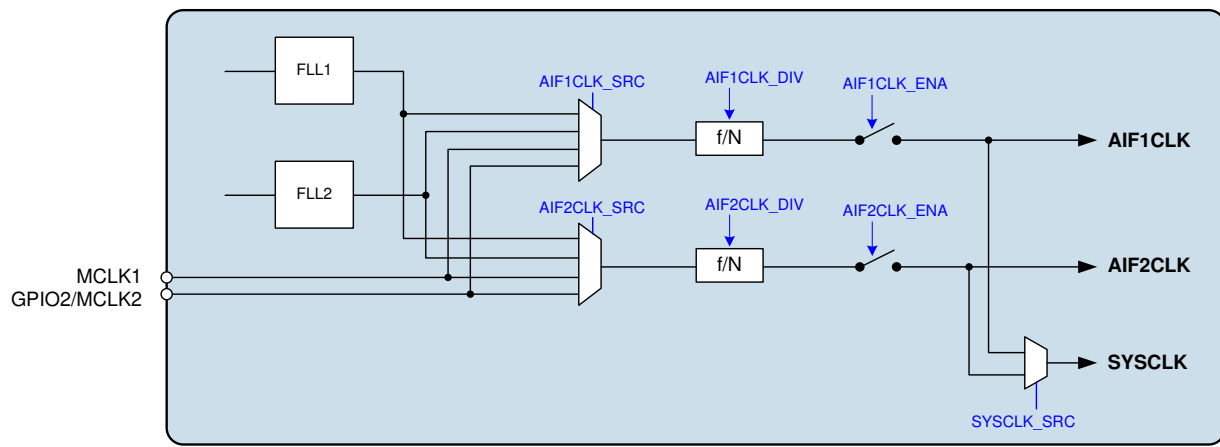 FLL1
AIF1CLK_SRC
AIF1CLK_DIV
AIF1CLK_ENA
f/N
AIF1CLK
FLL2
AIF2CLK_SRC
AIF2CLK_DIV
AIF2CLK_ENA
f/N
AIF2CLK
MCLK1
GPIO2/MCLK2
SYSCLK
SYSCLK_SRC